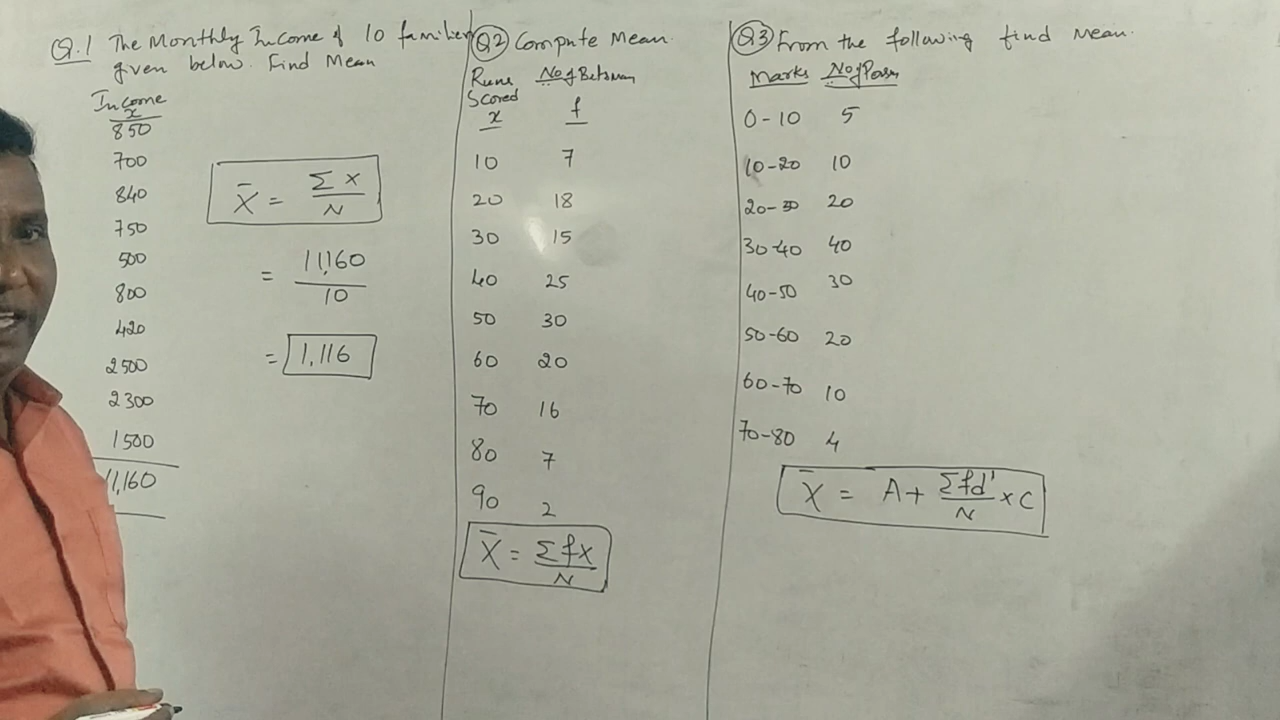 Q.1 The Monthly Income of 10 families
given below. Find Mean
Income
x
850
700
840
750
500
800
420
2500
2300
1500
11,160
X̄ = Σx / N
= 11,160 / 10
= 1,116
Q2 Compute Mean.
Runs Scored x No of Batsman f
10 7
20 18
30 15
40 25
50 30
60 20
70 16
80 7
90 2
X̄ = Σfx / N
Q3 From the following find Mean.
Marks No of
0-10 5
10-20 10
20-30 20
30-40 40
40-50 30
50-60 20
60-70 10
70-80 4
X̄ = A + Σfd' / N × C